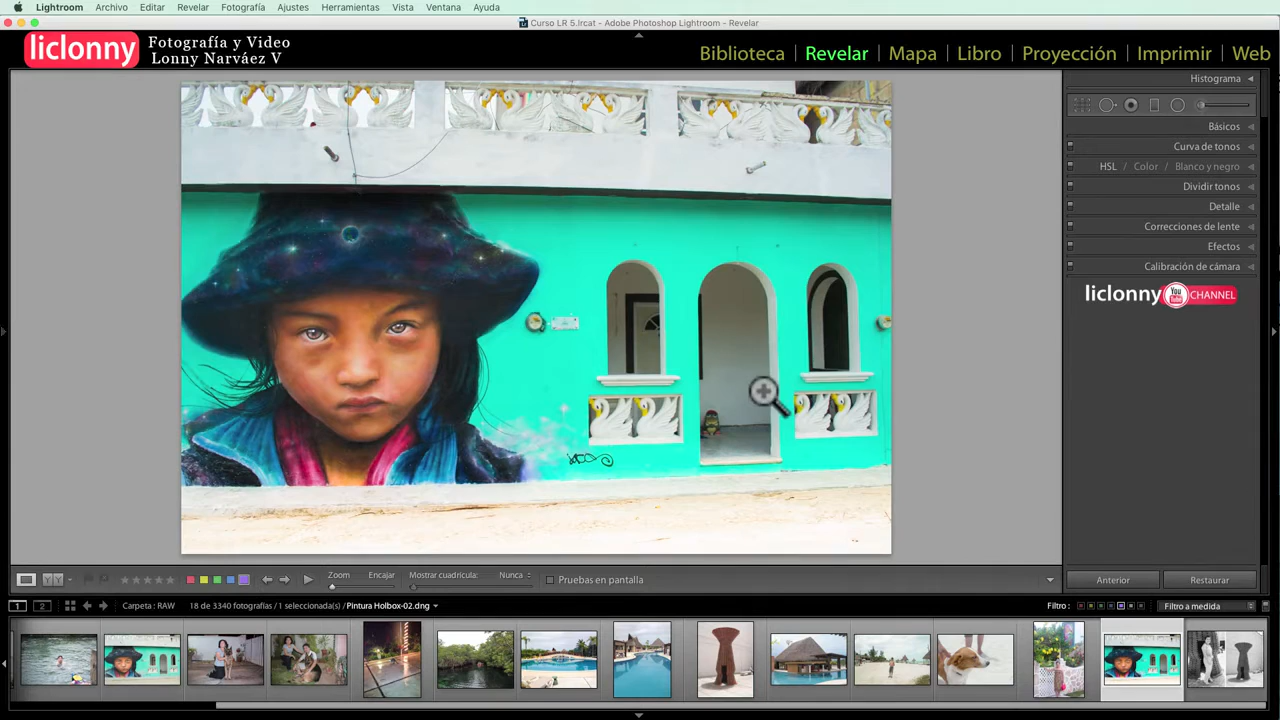 Lightroom Archivo Editar Revelar Fotografía Ajustes Herramientas Vista Ventana Ayuda
Curso LR 5.lrcat - Adobe Photoshop Lightroom - Revelar
liclonny Fotografía y Video
Lonny Narváez V
Biblioteca | Revelar | Mapa | Libro | Proyección | Imprimir | Web
Histograma
Básicos
Curva de tonos
HSL / Color / Blanco y negro
Dividir tonos
Detalle
Correcciones de lente
Efectos
Calibración de cámara
liclonny You Tube CHANNEL
Zoom Encajar Mostrar cuadrícula: Nunca Pruebas en pantalla
Anterior Restaurar
1 2 Carpeta : RAW 18 de 3340 fotografías / 1 seleccionada(s) / Pintura Holbox-02.dng Filtro : Filtro a medida